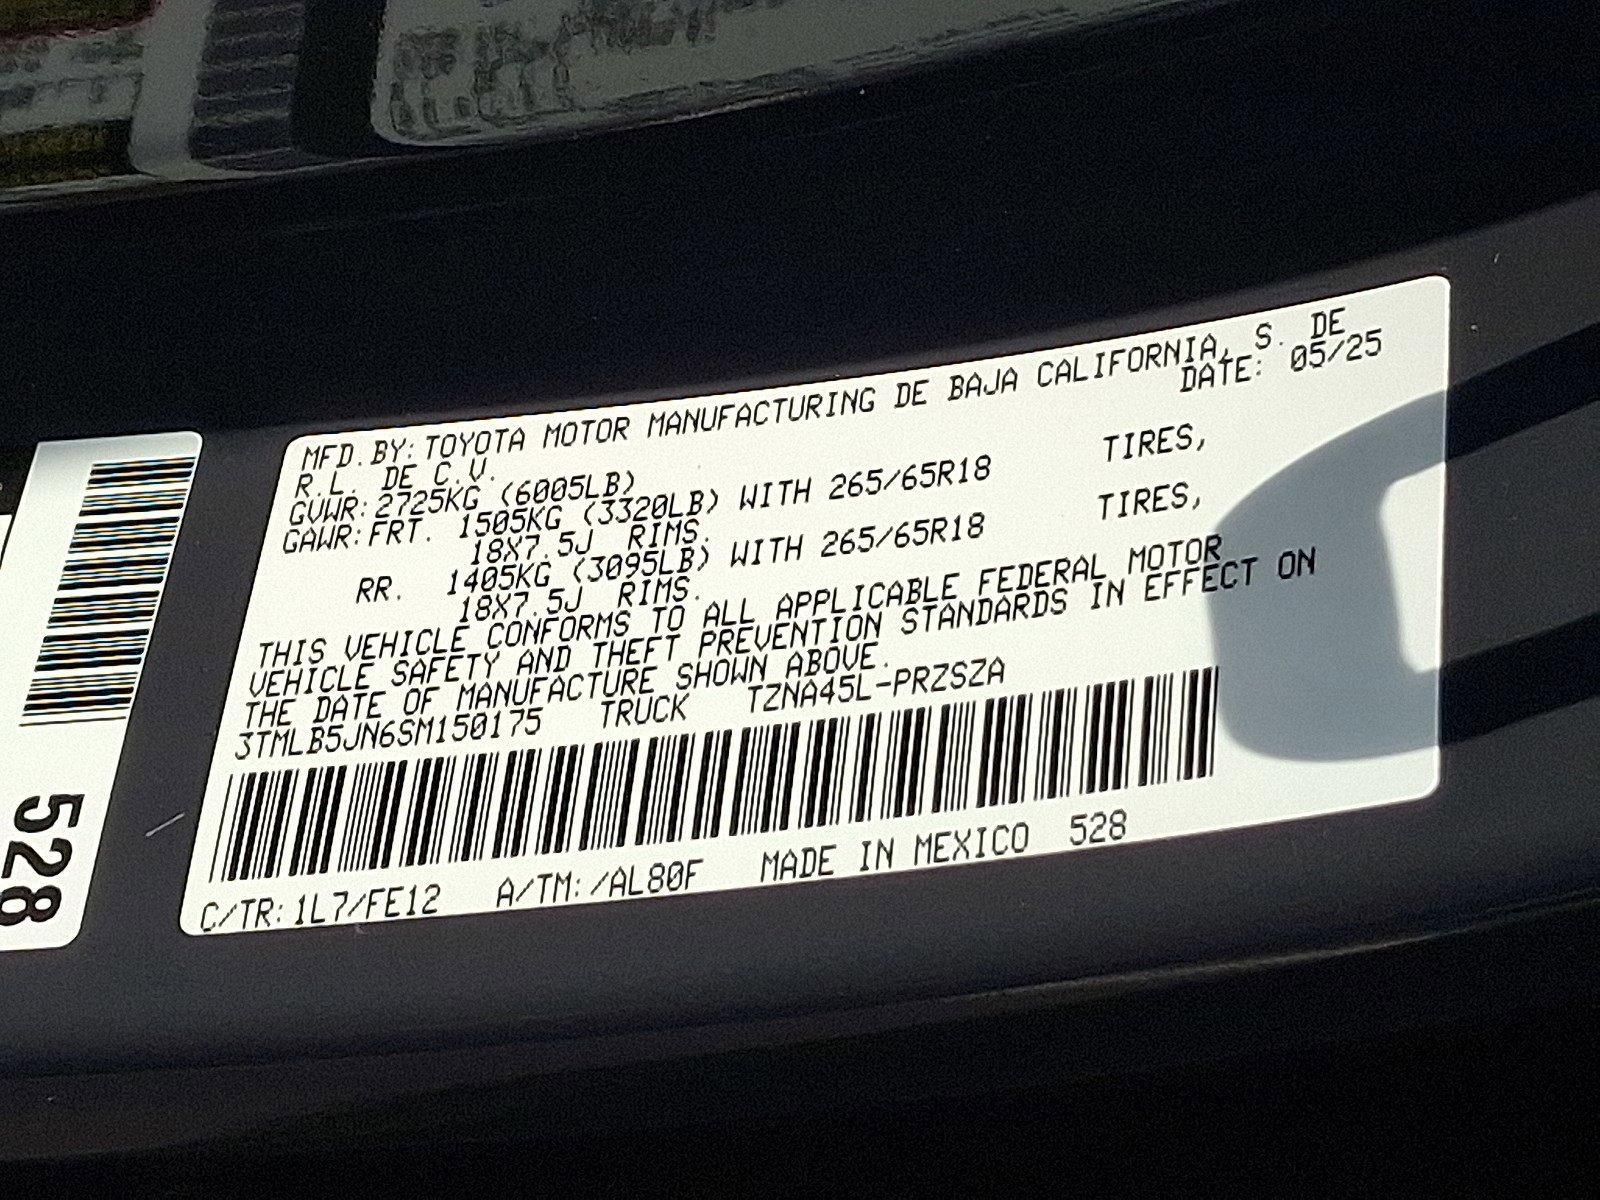 MFD.BY:TOYOTA MOTOR MANUFACTURING DE BAJA CALIFORNIA, S. DE
R.L. DE C.V. DATE: 05/25
GVWR:2725KG (6005LB)
GAWR:FRT. 1505KG (3320LB) WITH 265/65R18 TIRES,
18X7.5J RIMS.
RR. 1405KG (3095LB) WITH 265/65R18 TIRES,
18X7.5J RIMS.
THIS VEHICLE CONFORMS TO ALL APPLICABLE FEDERAL MOTOR
VEHICLE SAFETY AND THEFT PREVENTION STANDARDS IN EFFECT ON
THE DATE OF MANUFACTURE SHOWN ABOVE.
3TMLB5JN6SM150175 TRUCK TZNA45L-PRZSZA
C/TR:1L7/FE12 A/TM:/AL80F MADE IN MEXICO 528
528